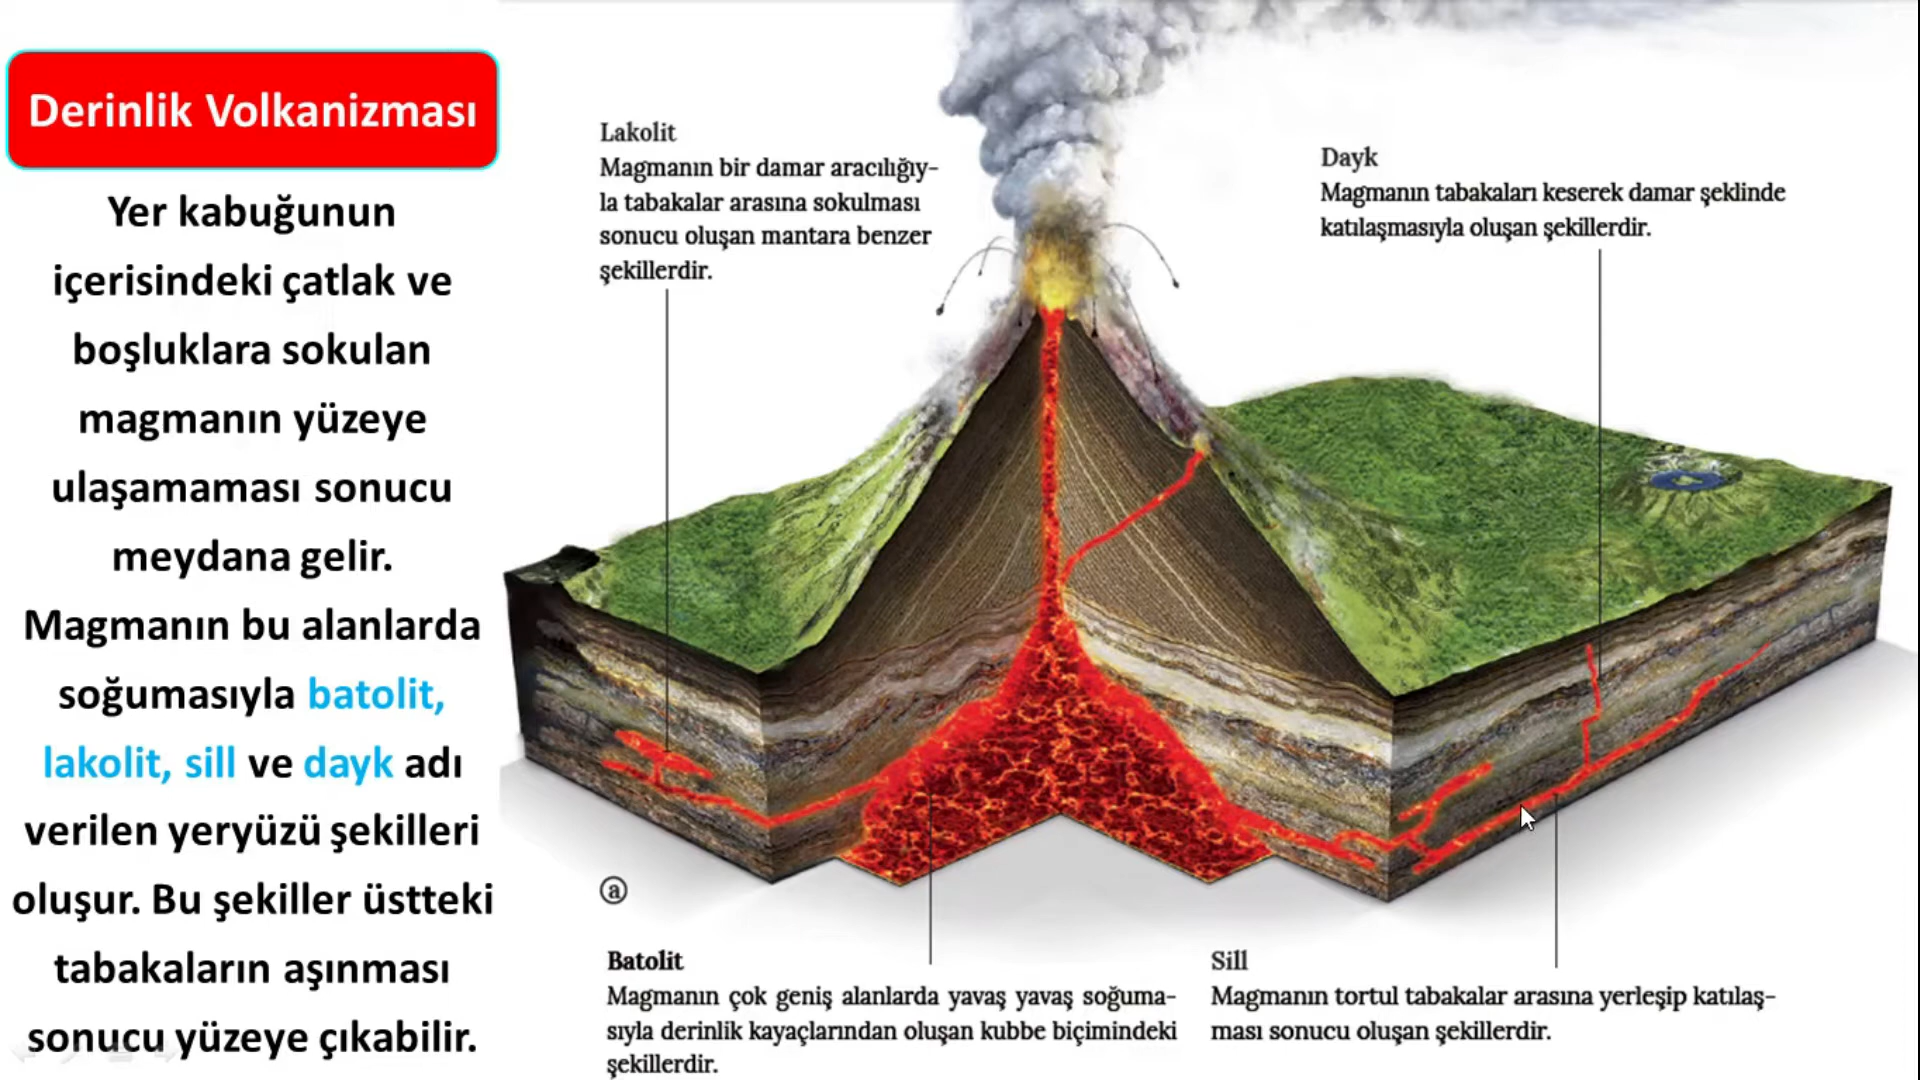 Derinlik Volkanizması
Yer kabuğunun
içerisindeki çatlak ve
boşluklara sokulan
magmanın yüzeye
ulaşamaması sonucu
meydana gelir.
Magmanın bu alanlarda
soğumasıyla batolit,
lakolit, sill ve dayk adı
verilen yeryüzü şekilleri
oluşur. Bu şekiller üstteki
tabakaların aşınması
sonucu yüzeye çıkabilir.
Lakolit
Magmanın bir damar aracılığıy-
la tabakalar arasına sokulması
sonucu oluşan mantara benzer
şekillerdir.
Dayk
Magmanın tabakaları keserek damar şeklinde
katılaşmasıyla oluşan şekillerdir.
a
Batolit
Magmanın çok geniş alanlarda yavaş yavaş soğuma-
sıyla derinlik kayaçlarından oluşan kubbe biçimindeki
şekillerdir.
Sill
Magmanın tortul tabakalar arasına yerleşip katılaş-
ması sonucu oluşan şekillerdir.